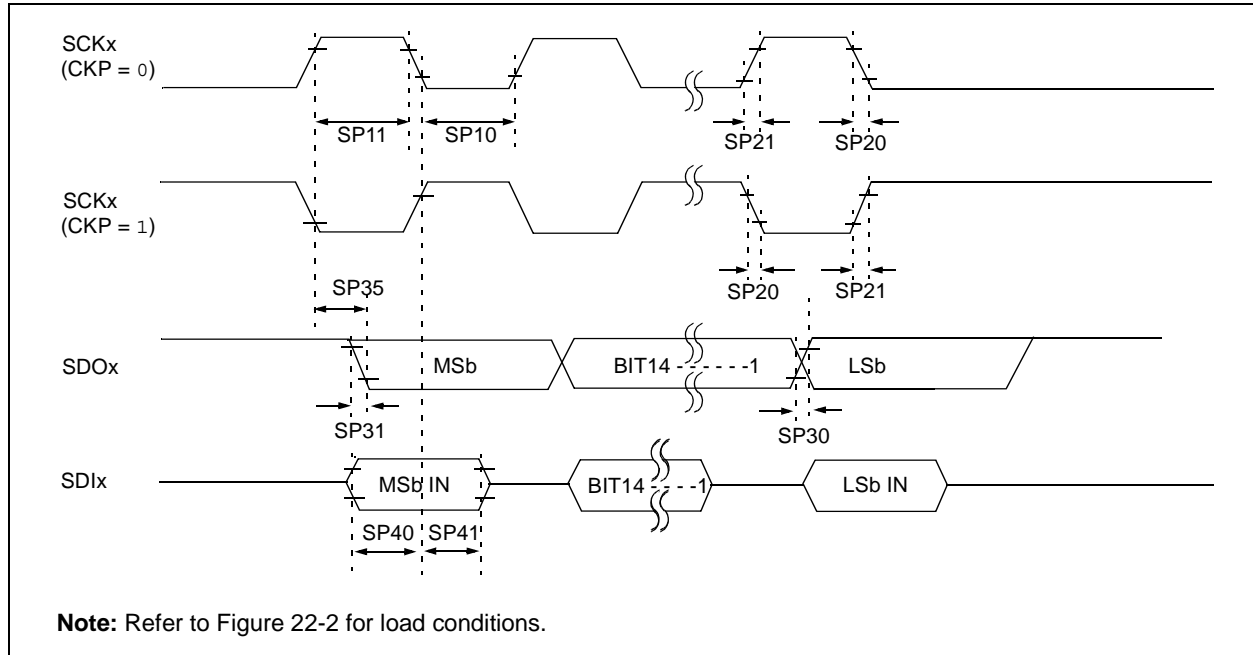 SCKx
(CKP = 0)
SP11
SP10
SP21
SP20
SCKx
(CKP = 1)
SP35
SP20
SP21
SDOx
MSb
BIT14 - - - - - -1
LSb
SP31
SP30
SDIx
MSb IN
BIT14 - - - -1
LSb IN
SP40
SP41
Note: Refer to Figure 22-2 for load conditions.